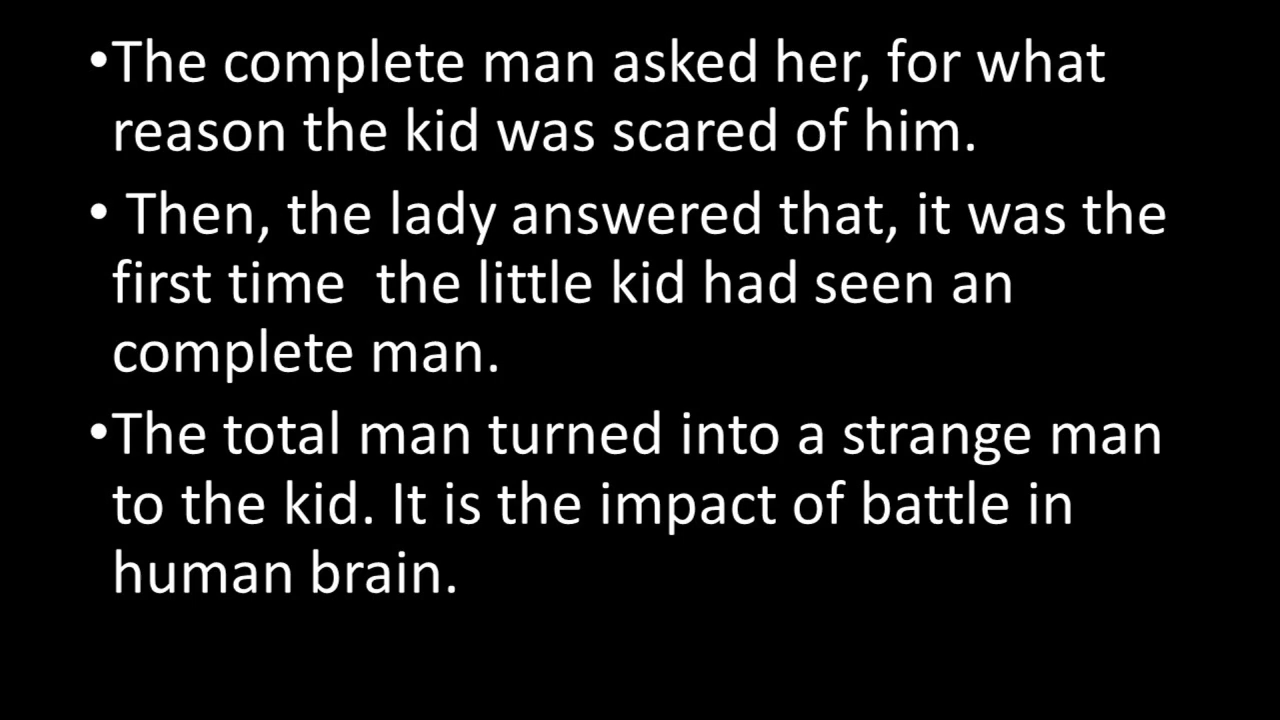 •The complete man asked her, for what
reason the kid was scared of him.
• Then, the lady answered that, it was the
first time  the little kid had seen an
complete man.
•The total man turned into a strange man
to the kid. It is the impact of battle in
human brain.